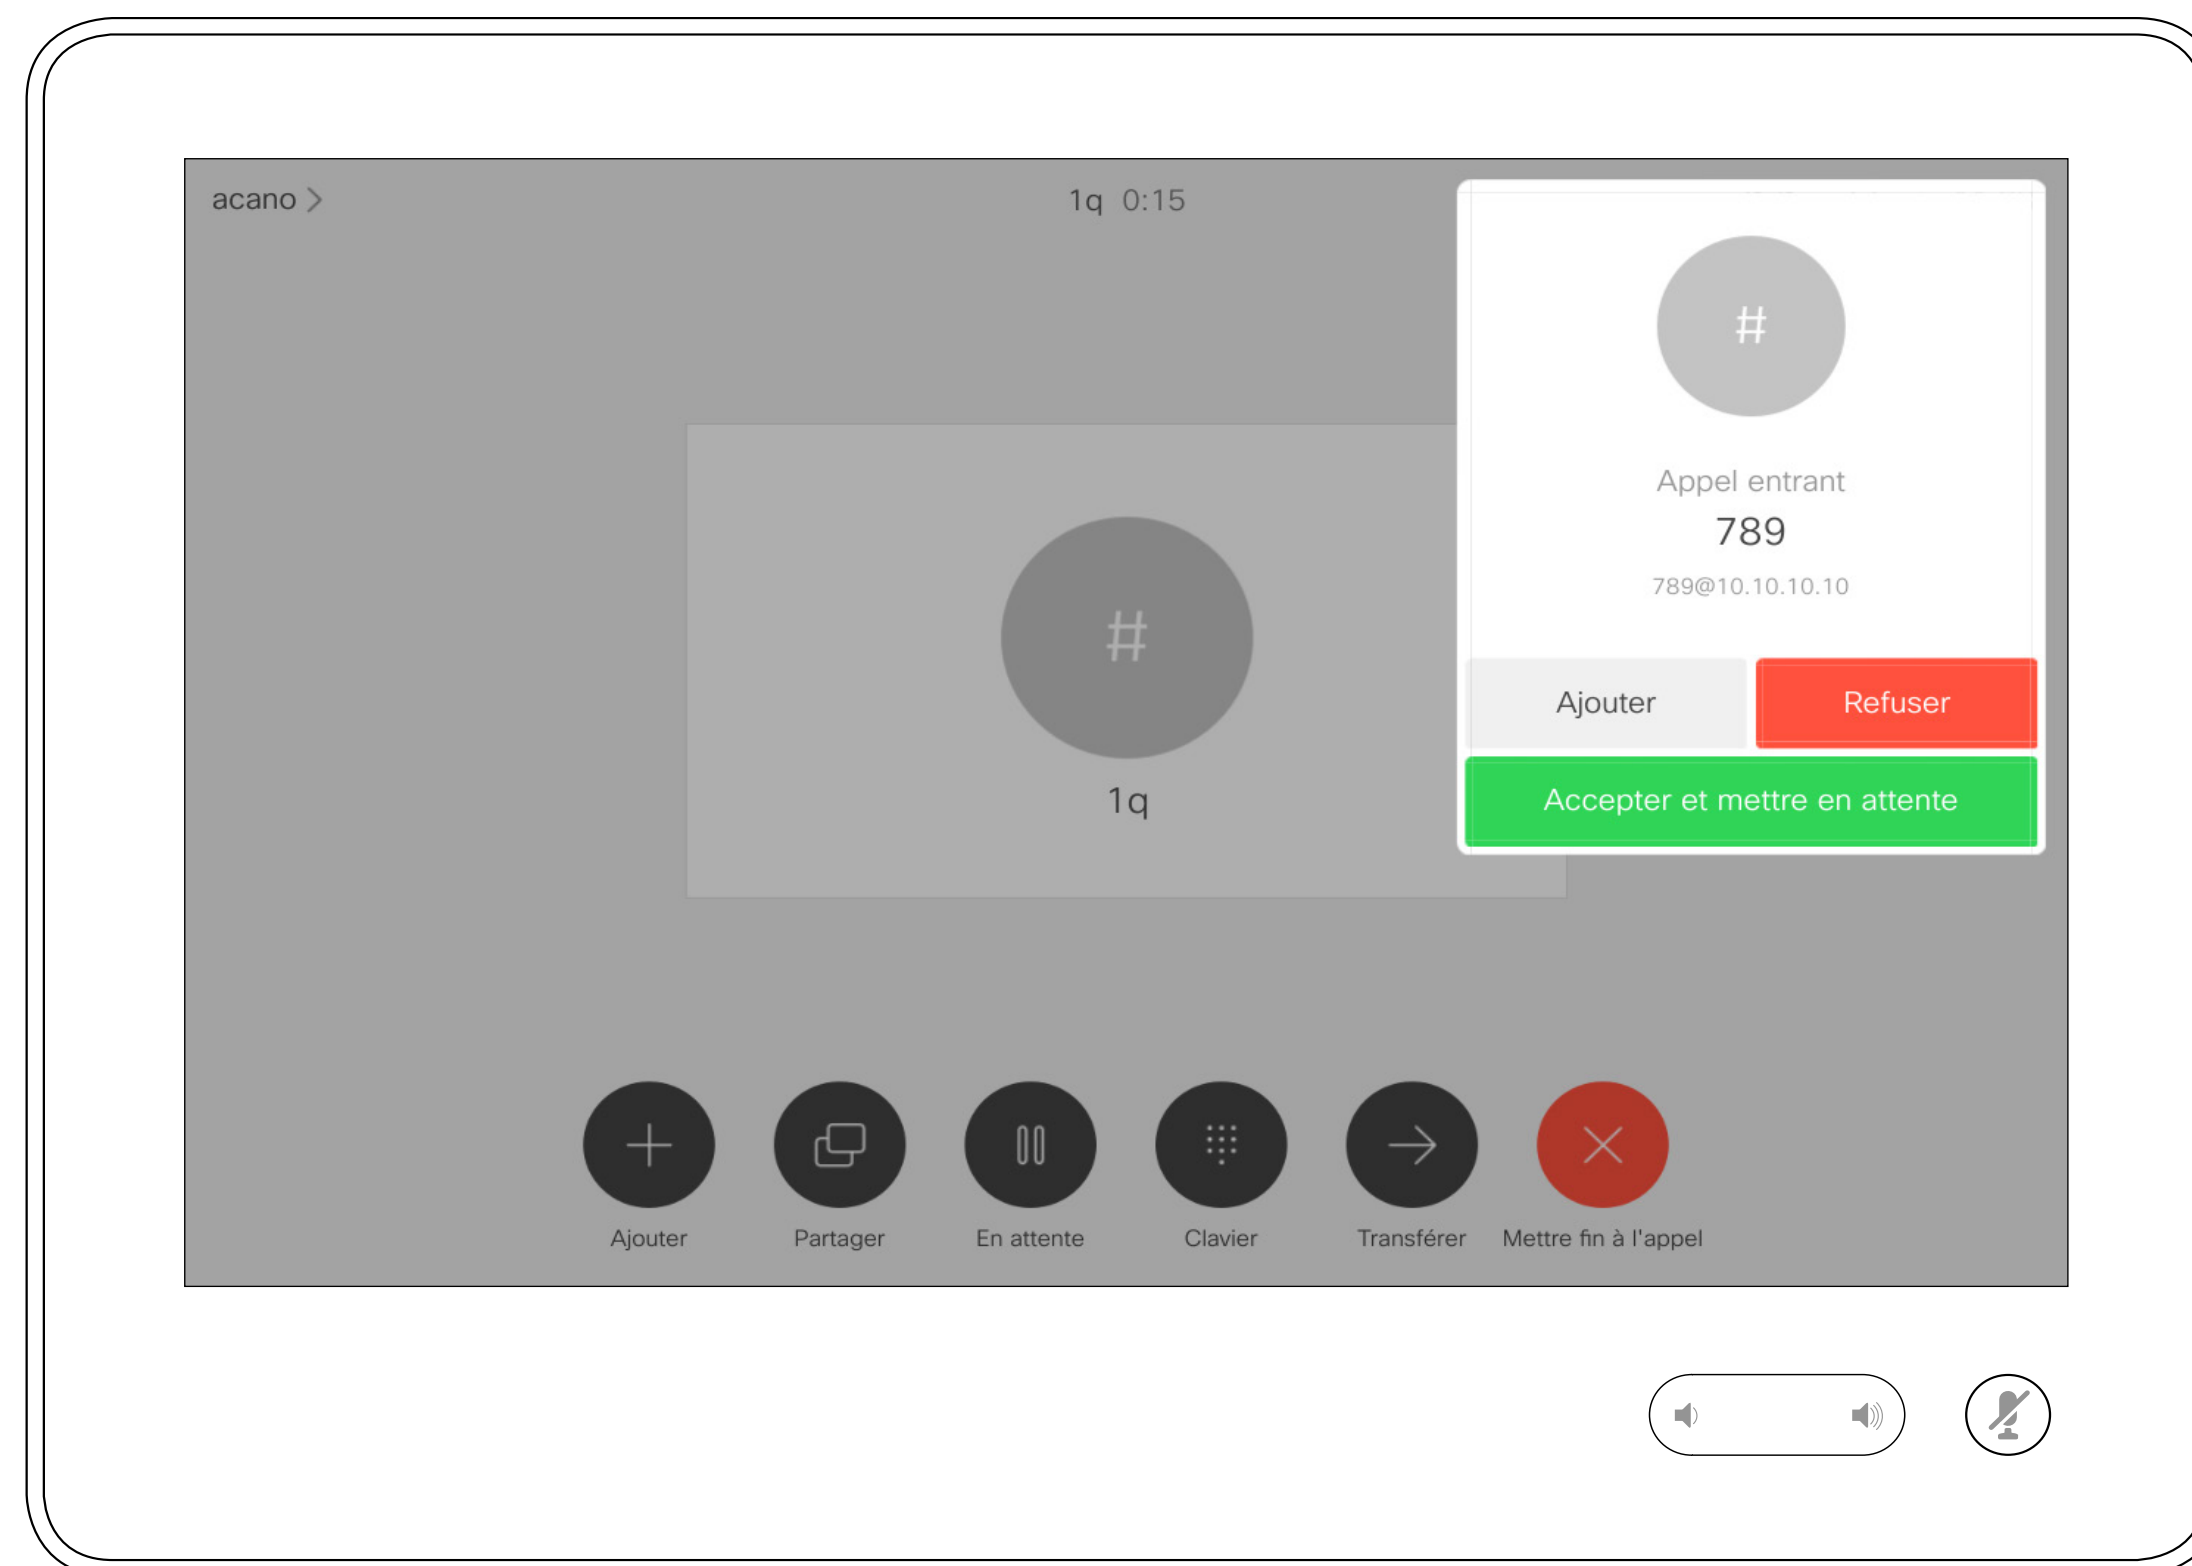 acano
1q 0:15
#
Appel entrant
789
789@10.10.10.10
Ajouter
Refuser
Accepter et mettre en attente
#
1q
Ajouter
Partager
En attente
Clavier
Transférer
Mettre fin à l'appel